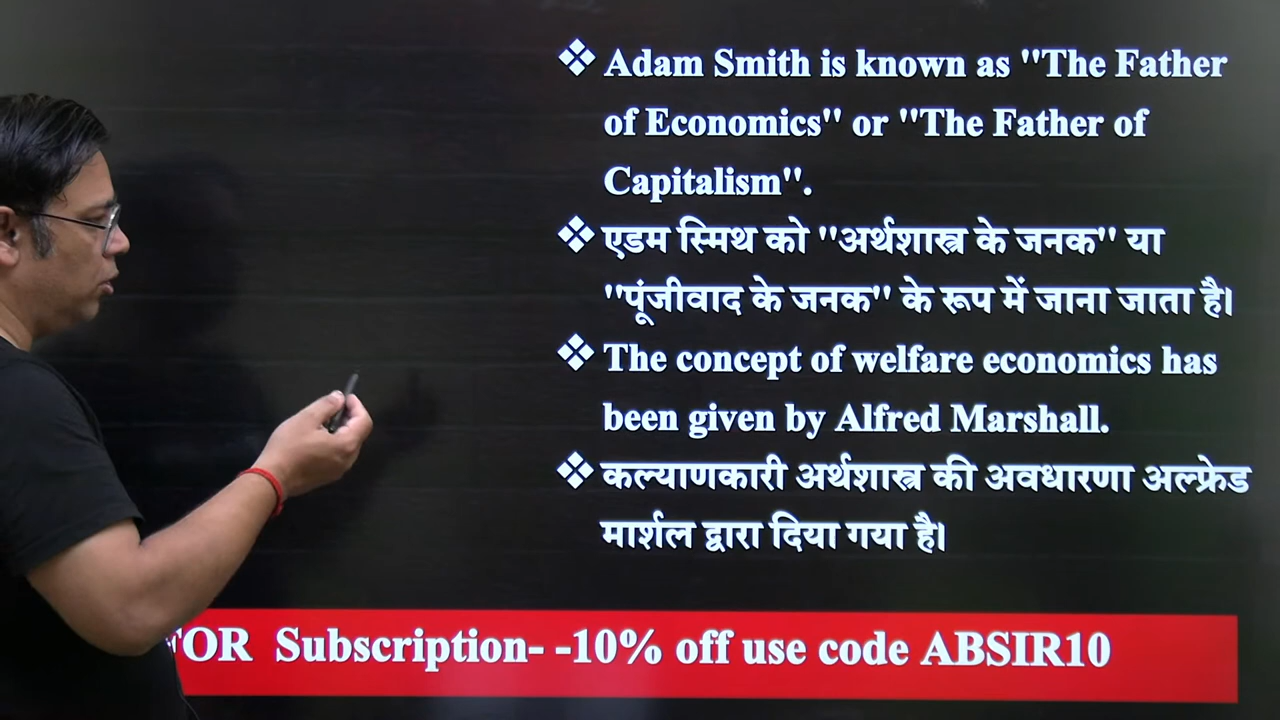 ❖ Adam Smith is known as "The Father
of Economics" or "The Father of
Capitalism".
❖ एडम स्मिथ को "अर्थशास्त्र के जनक" या
"पूंजीवाद के जनक" के रूप में जाना जाता है।
❖ The concept of welfare economics has
been given by Alfred Marshall.
❖ कल्याणकारी अर्थशास्त्र की अवधारणा अल्फ्रेड
मार्शल द्वारा दिया गया है।
FOR Subscription- -10% off use code ABSIR10